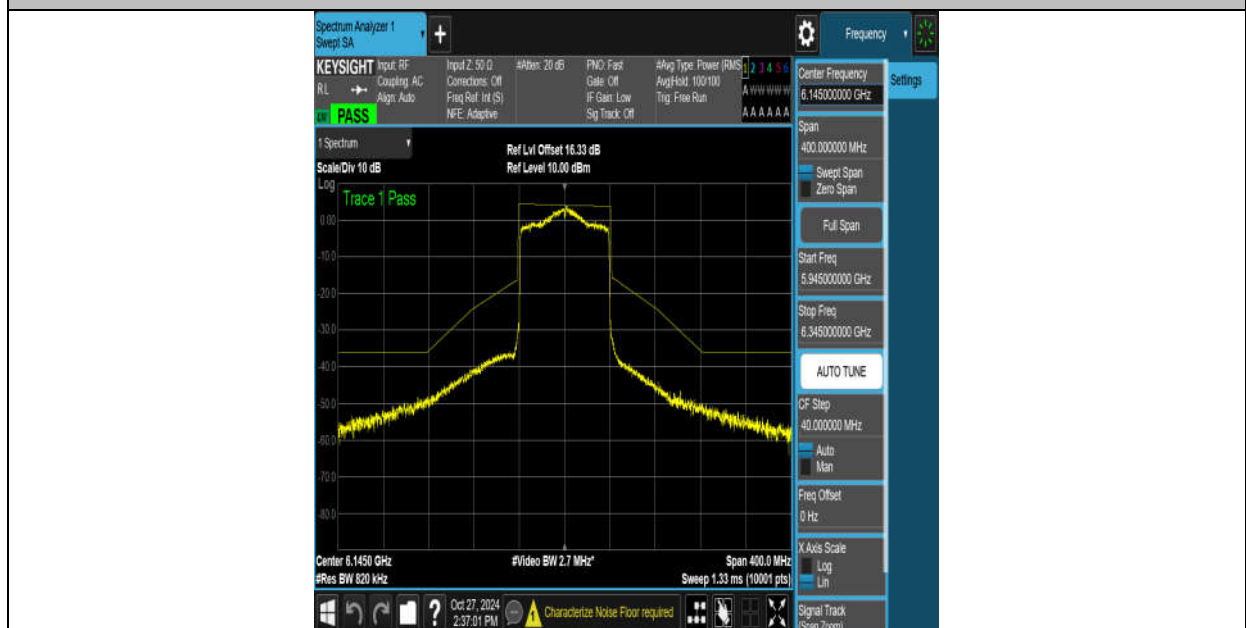 Spectrum Analyzer 1
Swept SA
+
Frequency
KEYSIGHT
RL
PASS
Input: RF
Coupling: AC
Align: Auto
Input Z: 50 Ω
Corrections: Off
Freq Ref: Int (S)
NFE: Adaptive
#Atten: 20 dB
PNO: Fast
Gate: Off
IF Gain: Low
Sig Track: Off
#Avg Type: Power (RMS
Avg|Hold: 100/100
Trig: Free Run
1 2 3 4 5 6
A W W W W W
A A A A A A
Center Frequency
6.145000000 GHz
Settings
Span
400.000000 MHz
Swept Span
Zero Span
Full Span
Start Freq
5.945000000 GHz
Stop Freq
6.345000000 GHz
AUTO TUNE
CF Step
40.000000 MHz
Auto
Man
Freq Offset
0 Hz
X Axis Scale
Log
Lin
Signal Track
(Span Zoom)
1 Spectrum
Scale/Div 10 dB
Ref Lvl Offset 16.33 dB
Ref Level 10.00 dBm
Log
Trace 1 Pass
0.00
-10.0
-20.0
-30.0
-40.0
-50.0
-60.0
-70.0
-80.0
Center 6.1450 GHz
#Res BW 820 kHz
#Video BW 2.7 MHz*
Span 400.0 MHz
Sweep 1.33 ms (10001 pts)
?
Oct 27, 2024
2:37:01 PM
Characterize Noise Floor required